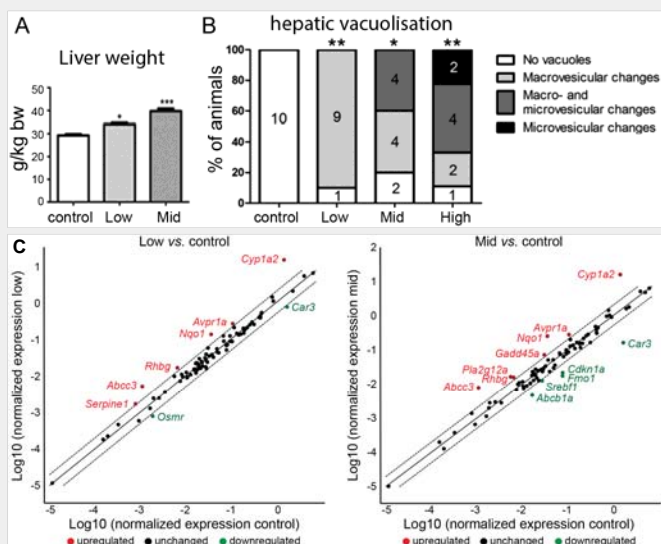 A
Liver weight
g/kg bw
50
40
30
20
10
0
*
***
control
Low
Mid
B
hepatic vacuolisation
% of animals
100
80
60
40
20
0
**
*
**
10
9
1
4
4
2
2
4
2
1
control
Low
Mid
High
No vacuoles
Macrovesicular changes
Macro- and
microvesicular changes
Microvesicular changes
C
Low vs. control
Log10 (normalized expression low)
1
0
-1
-2
-3
-4
-5
Cyp1a2
Car3
Avpr1a
Nqo1
Rhbg
Abcc3
Serpine1
Osmr
-5 -4 -3 -2 -1 0
Log10 (normalized expression control)
upregulated unchanged downregulated
Mid vs. control
Log10 (normalized expression mid)
2
1
0
-1
-2
-3
-4
-5
Cyp1a2
Avpr1a
Nqo1
Car3
Gadd45a
Pla2g12a
Rhbg
Abcc3
Cdkn1a
Fmo1
Srebf1
Abcb1a
-5 -4 -3 -2 -1 0
Log10 (normalized expression control)
upregulated unchanged downregulated